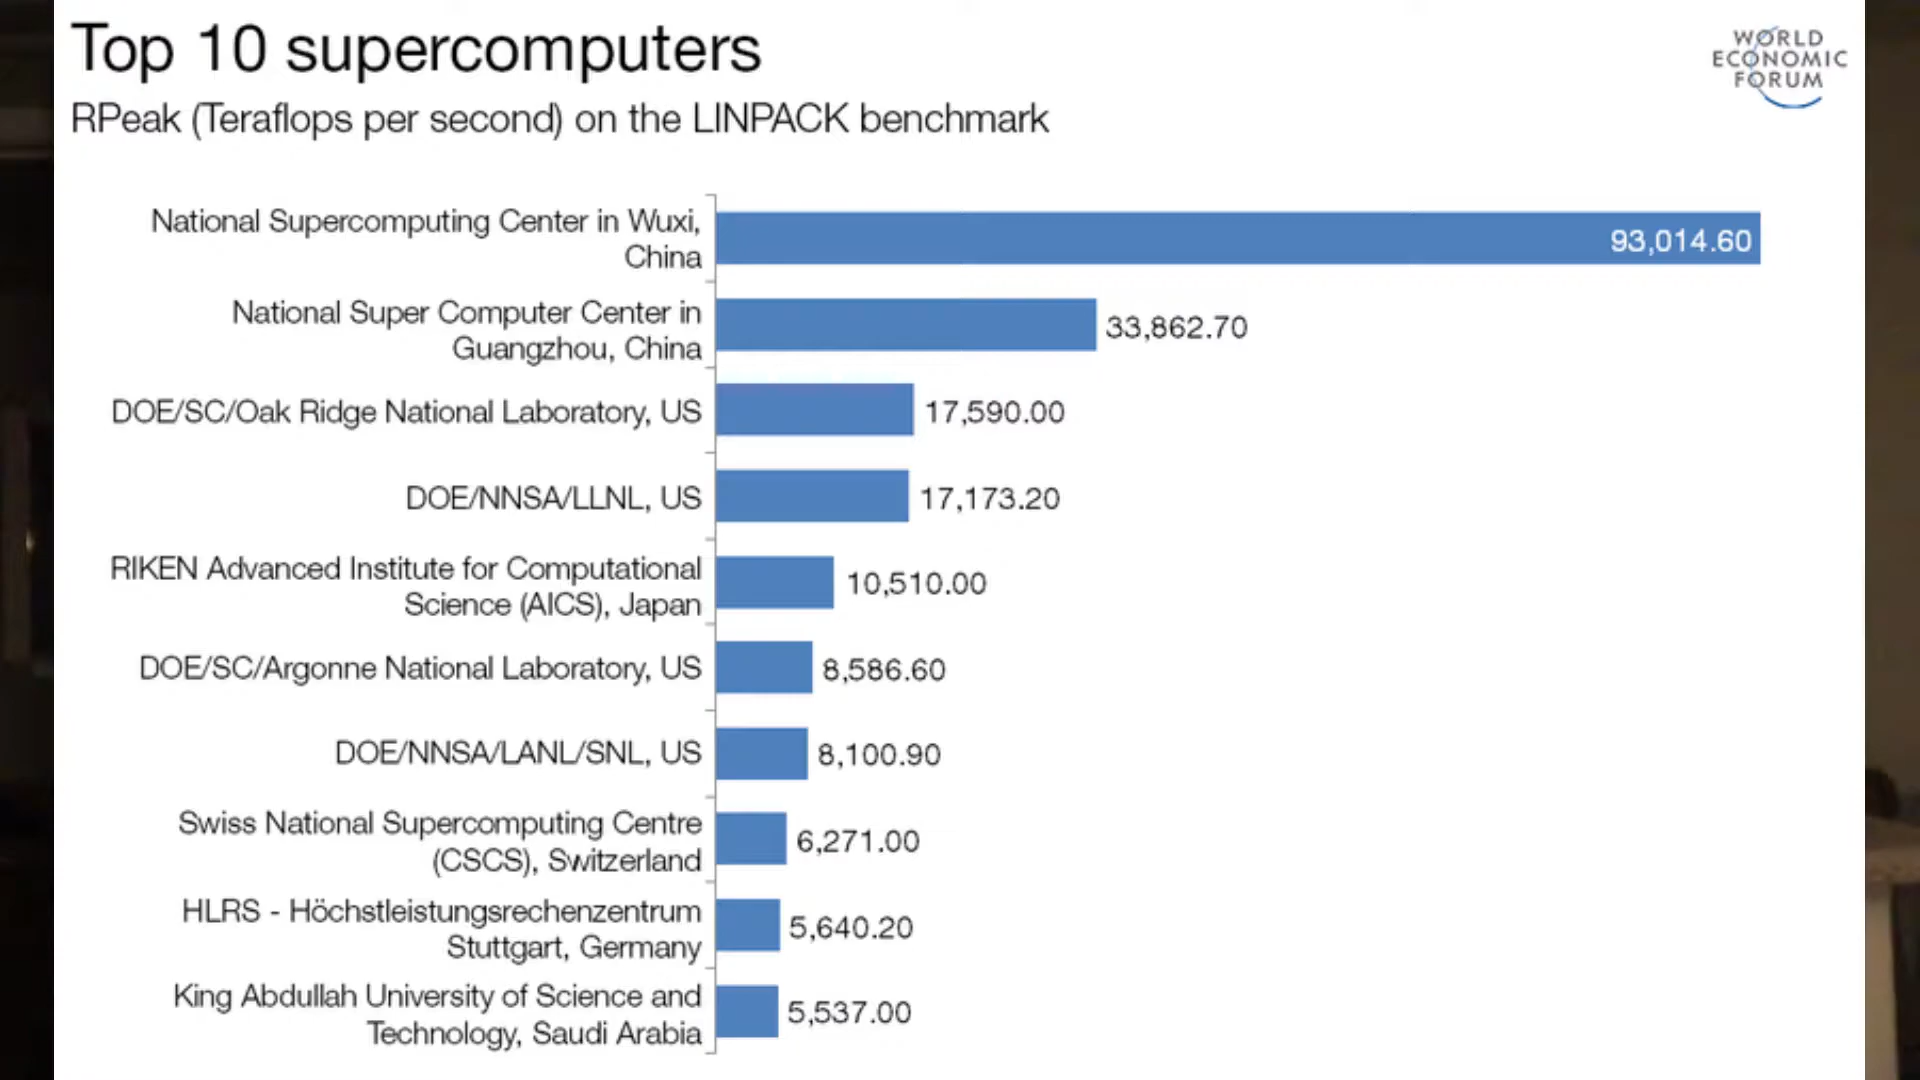 Top 10 supercomputers
WORLD
ECONOMIC
FORUM
RPeak (Teraflops per second) on the LINPACK benchmark
National Supercomputing Center in Wuxi,
China
93,014.60
National Super Computer Center in
Guangzhou, China
33,862.70
DOE/SC/Oak Ridge National Laboratory, US
17,590.00
DOE/NNSA/LLNL, US
17,173.20
RIKEN Advanced Institute for Computational
Science (AICS), Japan
10,510.00
DOE/SC/Argonne National Laboratory, US
8,586.60
DOE/NNSA/LANL/SNL, US
8,100.90
Swiss National Supercomputing Centre
(CSCS), Switzerland
6,271.00
HLRS - Höchstleistungsrechenzentrum
Stuttgart, Germany
5,640.20
King Abdullah University of Science and
Technology, Saudi Arabia
5,537.00